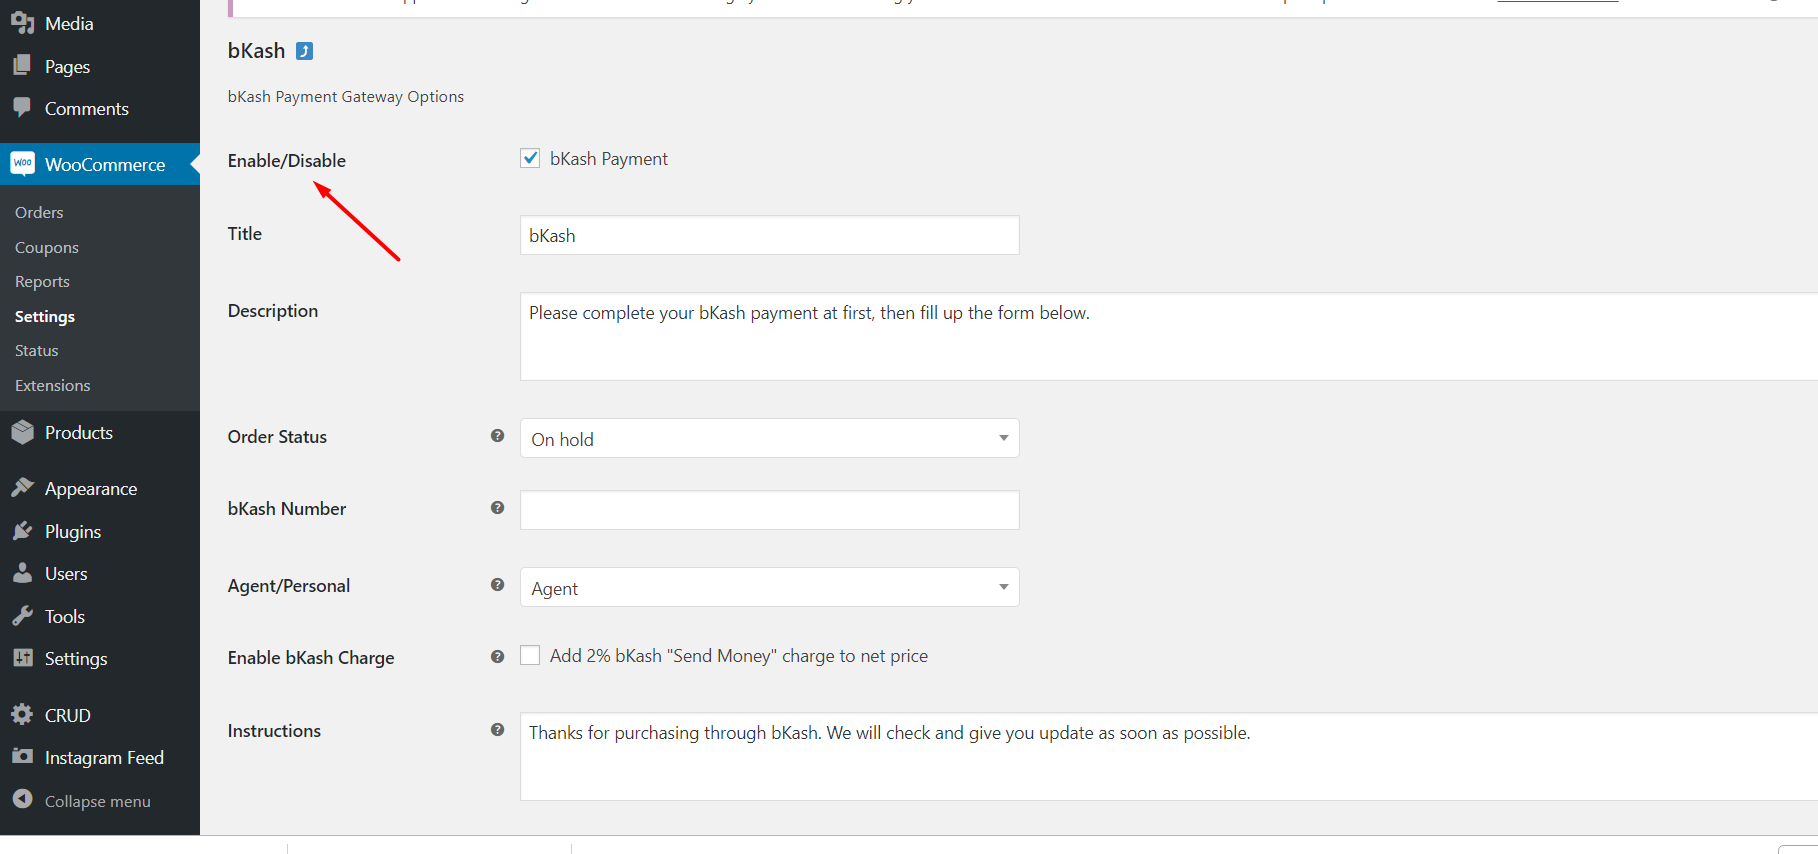 Media
Pages
Comments
WooCommerce
Orders
Coupons
Reports
Settings
Status
Extensions
Products
Appearance
Plugins
Users
Tools
Settings
CRUD
Instagram Feed
Collapse menu
bKash
bKash Payment Gateway Options
Enable/Disable
bKash Payment
Title
bKash
Description
Please complete your bKash payment at first, then fill up the form below.
Order Status
On hold
bKash Number
Agent/Personal
Agent
Enable bKash Charge
Add 2% bKash "Send Money" charge to net price
Instructions
Thanks for purchasing through bKash. We will check and give you update as soon as possible.